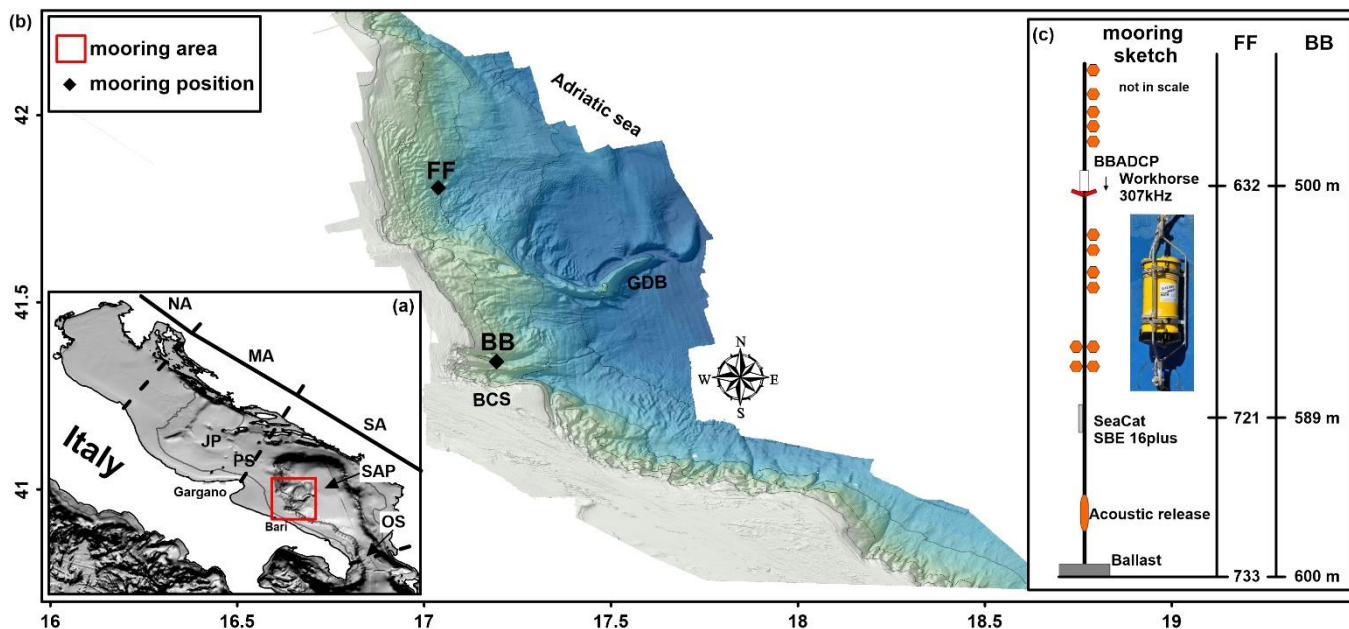 (b)
mooring area
mooring position
42
41.5
41
16
16.5
17
17.5
18
18.5
19
Adriatic sea
FF
GDB
BB
BCS
N
W
E
S
(a)
NA
MA
SA
JP
PS
SAP
OS
Italy
Gargano
Bari
(c)
mooring
sketch
FF
BB
not in scale
BBADCP
Workhorse
307kHz
632
500 m
SeaCat
SBE 16plus
721
589 m
Acoustic release
Ballast
733
600 m